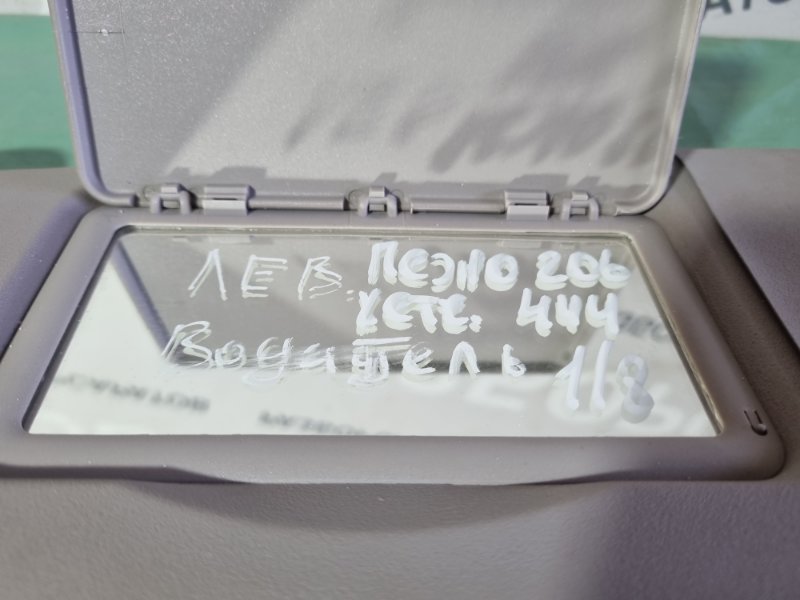 ЛЕВ. ПЕЖО 206
ХЕТС. 444
Водитель 1/8